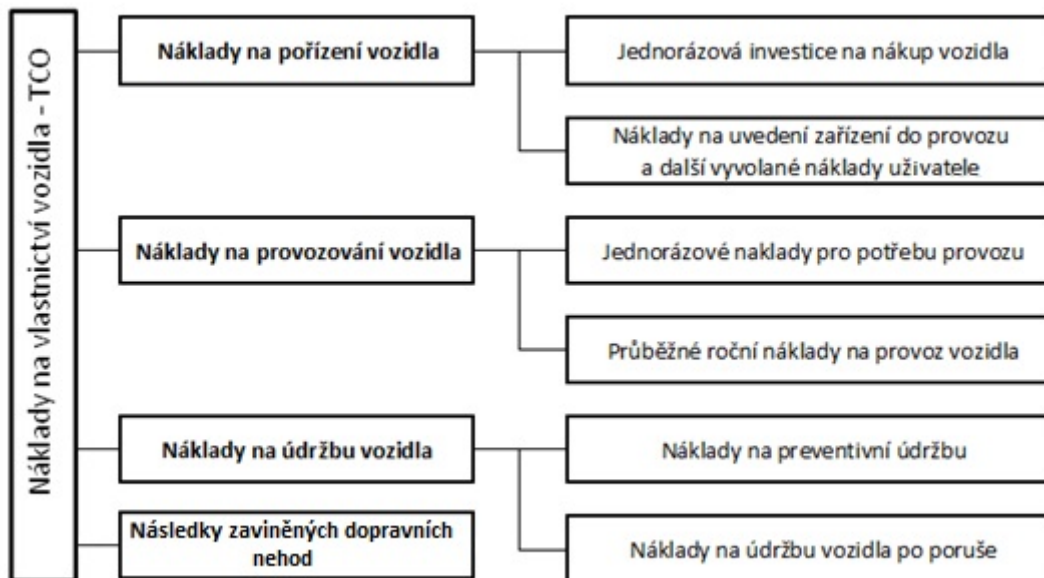 Náklady na vlastnictví vozidla - TCO
Náklady na pořízení vozidla
Jednorázová investice na nákup vozidla
Náklady na uvedení zařízení do provozu
a další vyvolané náklady uživatele
Náklady na provozování vozidla
Jednorázové naklady pro potřebu provozu
Průběžné roční náklady na provoz vozidla
Náklady na údržbu vozidla
Náklady na preventivní údržbu
Následky zaviněných dopravních
nehod
Náklady na údržbu vozidla po poruše